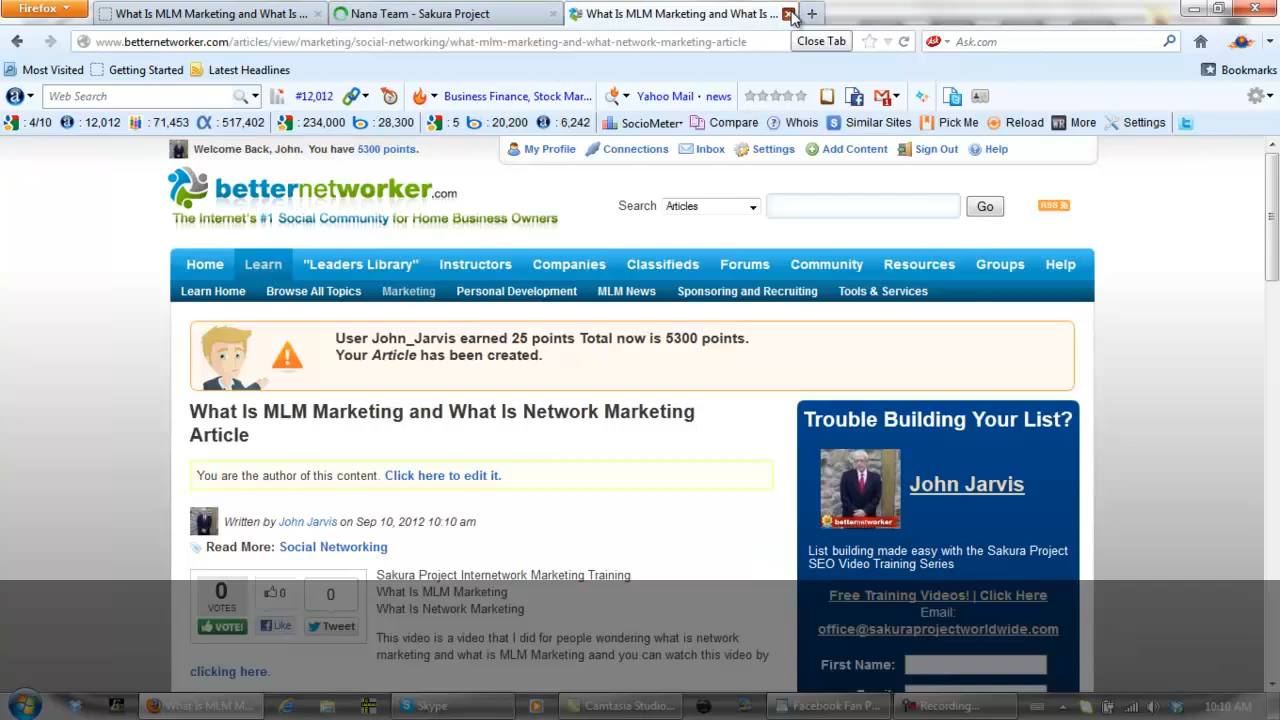 Firefox
What Is MLM Marketing and What Is ...
Nana Team - Sakura Project
What Is MLM Marketing and What Is ...
www.betternetworker.com/articles/view/marketing/social-networking/what-mlm-marketing-and-what-network-marketing-article
Close Tab
Ask.com
Most Visited
Getting Started
Latest Headlines
Bookmarks
Web Search
#12,012
Business Finance, Stock Mar...
Yahoo Mail - news
: 4/10
: 12,012
: 71,453
: 517,402
: 234,000
: 28,300
: 5
: 20,200
: 6,242
SocioMeter
Compare
Whois
Similar Sites
Pick Me
Reload
More
Settings
Welcome Back, John. You have 5300 points.
My Profile
Connections
Inbox
Settings
Add Content
Sign Out
Help
betternetworker.com
The Internet's #1 Social Community for Home Business Owners
Search
Articles
Go
RSS
Home
Learn
"Leaders Library"
Instructors
Companies
Classifieds
Forums
Community
Resources
Groups
Help
Learn Home
Browse All Topics
Marketing
Personal Development
MLM News
Sponsoring and Recruiting
Tools & Services
User John_Jarvis earned 25 points Total now is 5300 points.
Your Article has been created.
What Is MLM Marketing and What Is Network Marketing
Article
You are the author of this content. Click here to edit it.
Written by John Jarvis on Sep 10, 2012 10:10 am
Read More: Social Networking
0
VOTES
VOTE!
0
Like
0
Tweet
Sakura Project Internetwork Marketing Training
What Is MLM Marketing
What Is Network Marketing
This video is a video that I did for people wondering what is network
marketing and what is MLM Marketing aand you can watch this video by
clicking here.
Trouble Building Your List?
John Jarvis
betternetworker
List building made easy with the Sakura Project
SEO Video Training Series
Free Training Videos! | Click Here
Email:
office@sakuraprojectworldwide.com
First Name:
What Is MLM M...
Skype
Camtasia Studio...
Facebook Fan P...
Recording...
10:10 AM